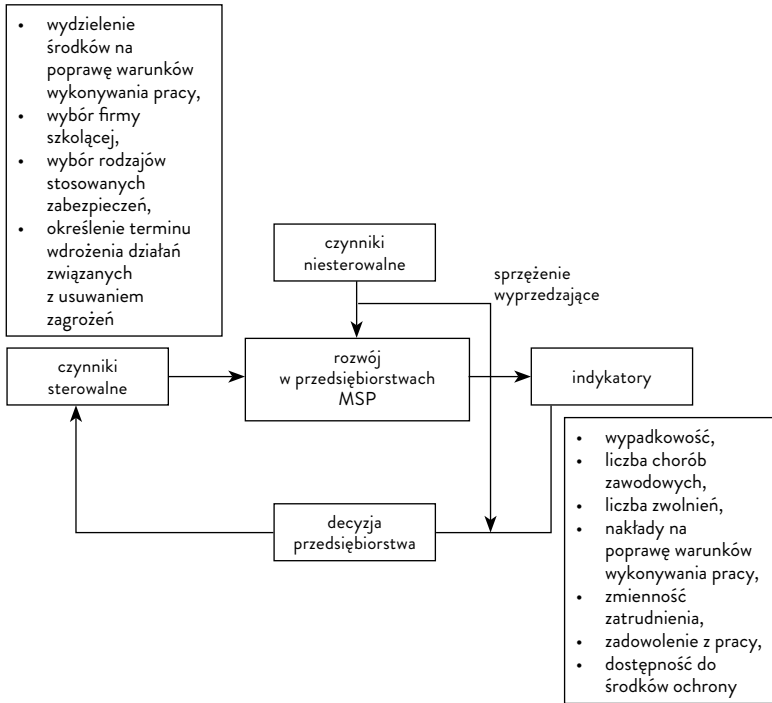 • wydzielenie
środków na
poprawę warunków
wykonywania pracy,
• wybór firmy
szkolącej,
• wybór rodzajów
stosowanych
zabezpieczeń,
• określenie terminu
wdrożenia działań
związanych
z usuwaniem
zagrożeń
czynniki
niesterowalne
sprzężenie
wyprzedzające
czynniki
sterowalne
rozwój
w przedsiębiorstwach
MSP
indykatory
decyzja
przedsiębiorstwa
• wypadkowość,
• liczba chorób
zawodowych,
• liczba zwolnień,
• nakłady na
poprawę warunków
wykonywania pracy,
• zmienność
zatrudnienia,
• zadowolenie z pracy,
• dostępność do
środków ochrony